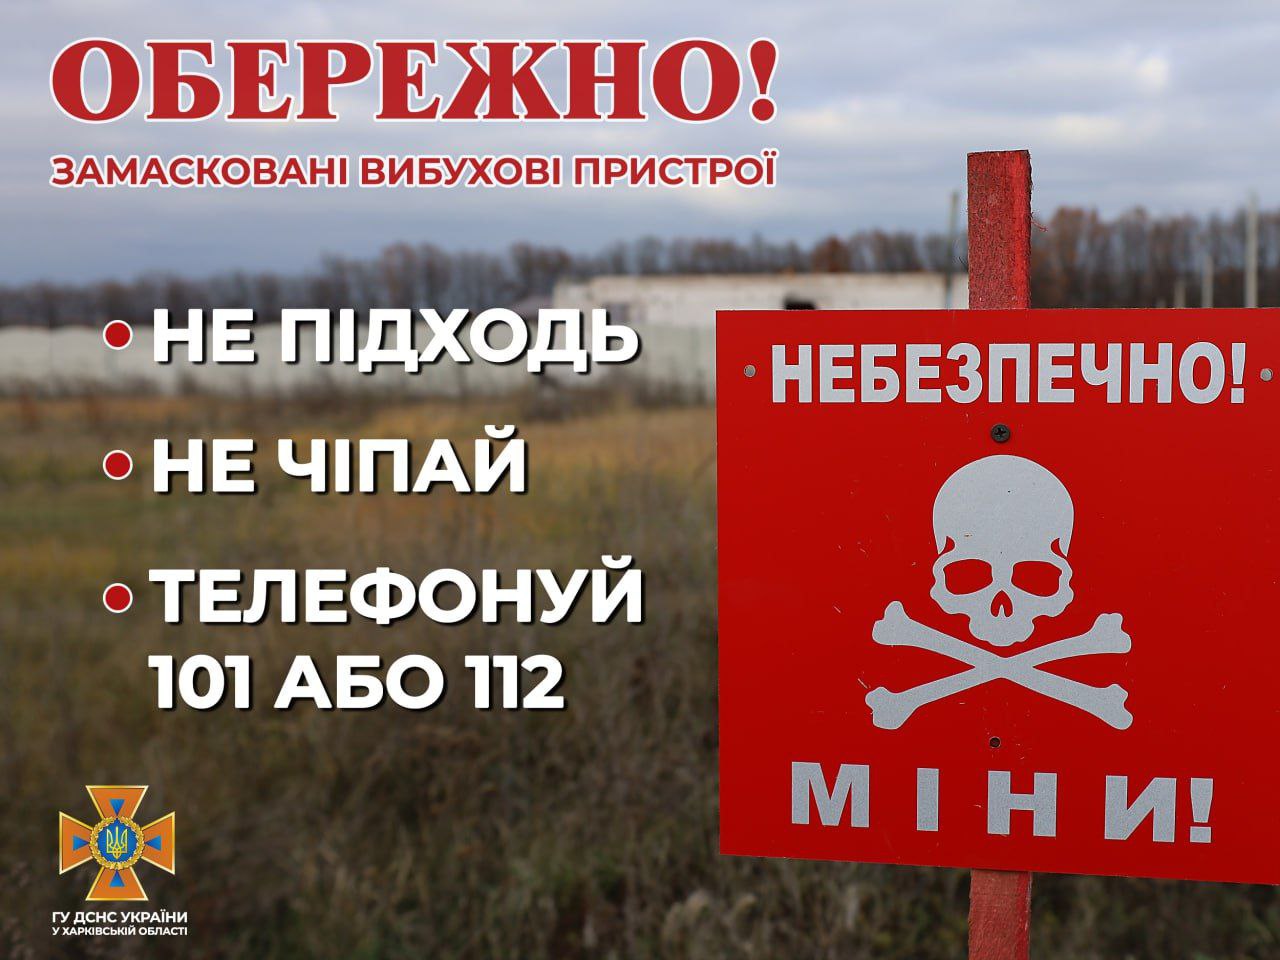 ОБЕРЕЖНО!
ЗАМАСКОВАНІ ВИБУХОВІ ПРИСТРОЇ
• НЕ ПІДХОДЬ
• НЕ ЧІПАЙ
• ТЕЛЕФОНУЙ
101 АБО 112
НЕБЕЗПЕЧНО!
МІНИ!
ГУ ДСНС УКРАЇНИ
У ХАРКІВСЬКІЙ ОБЛАСТІ